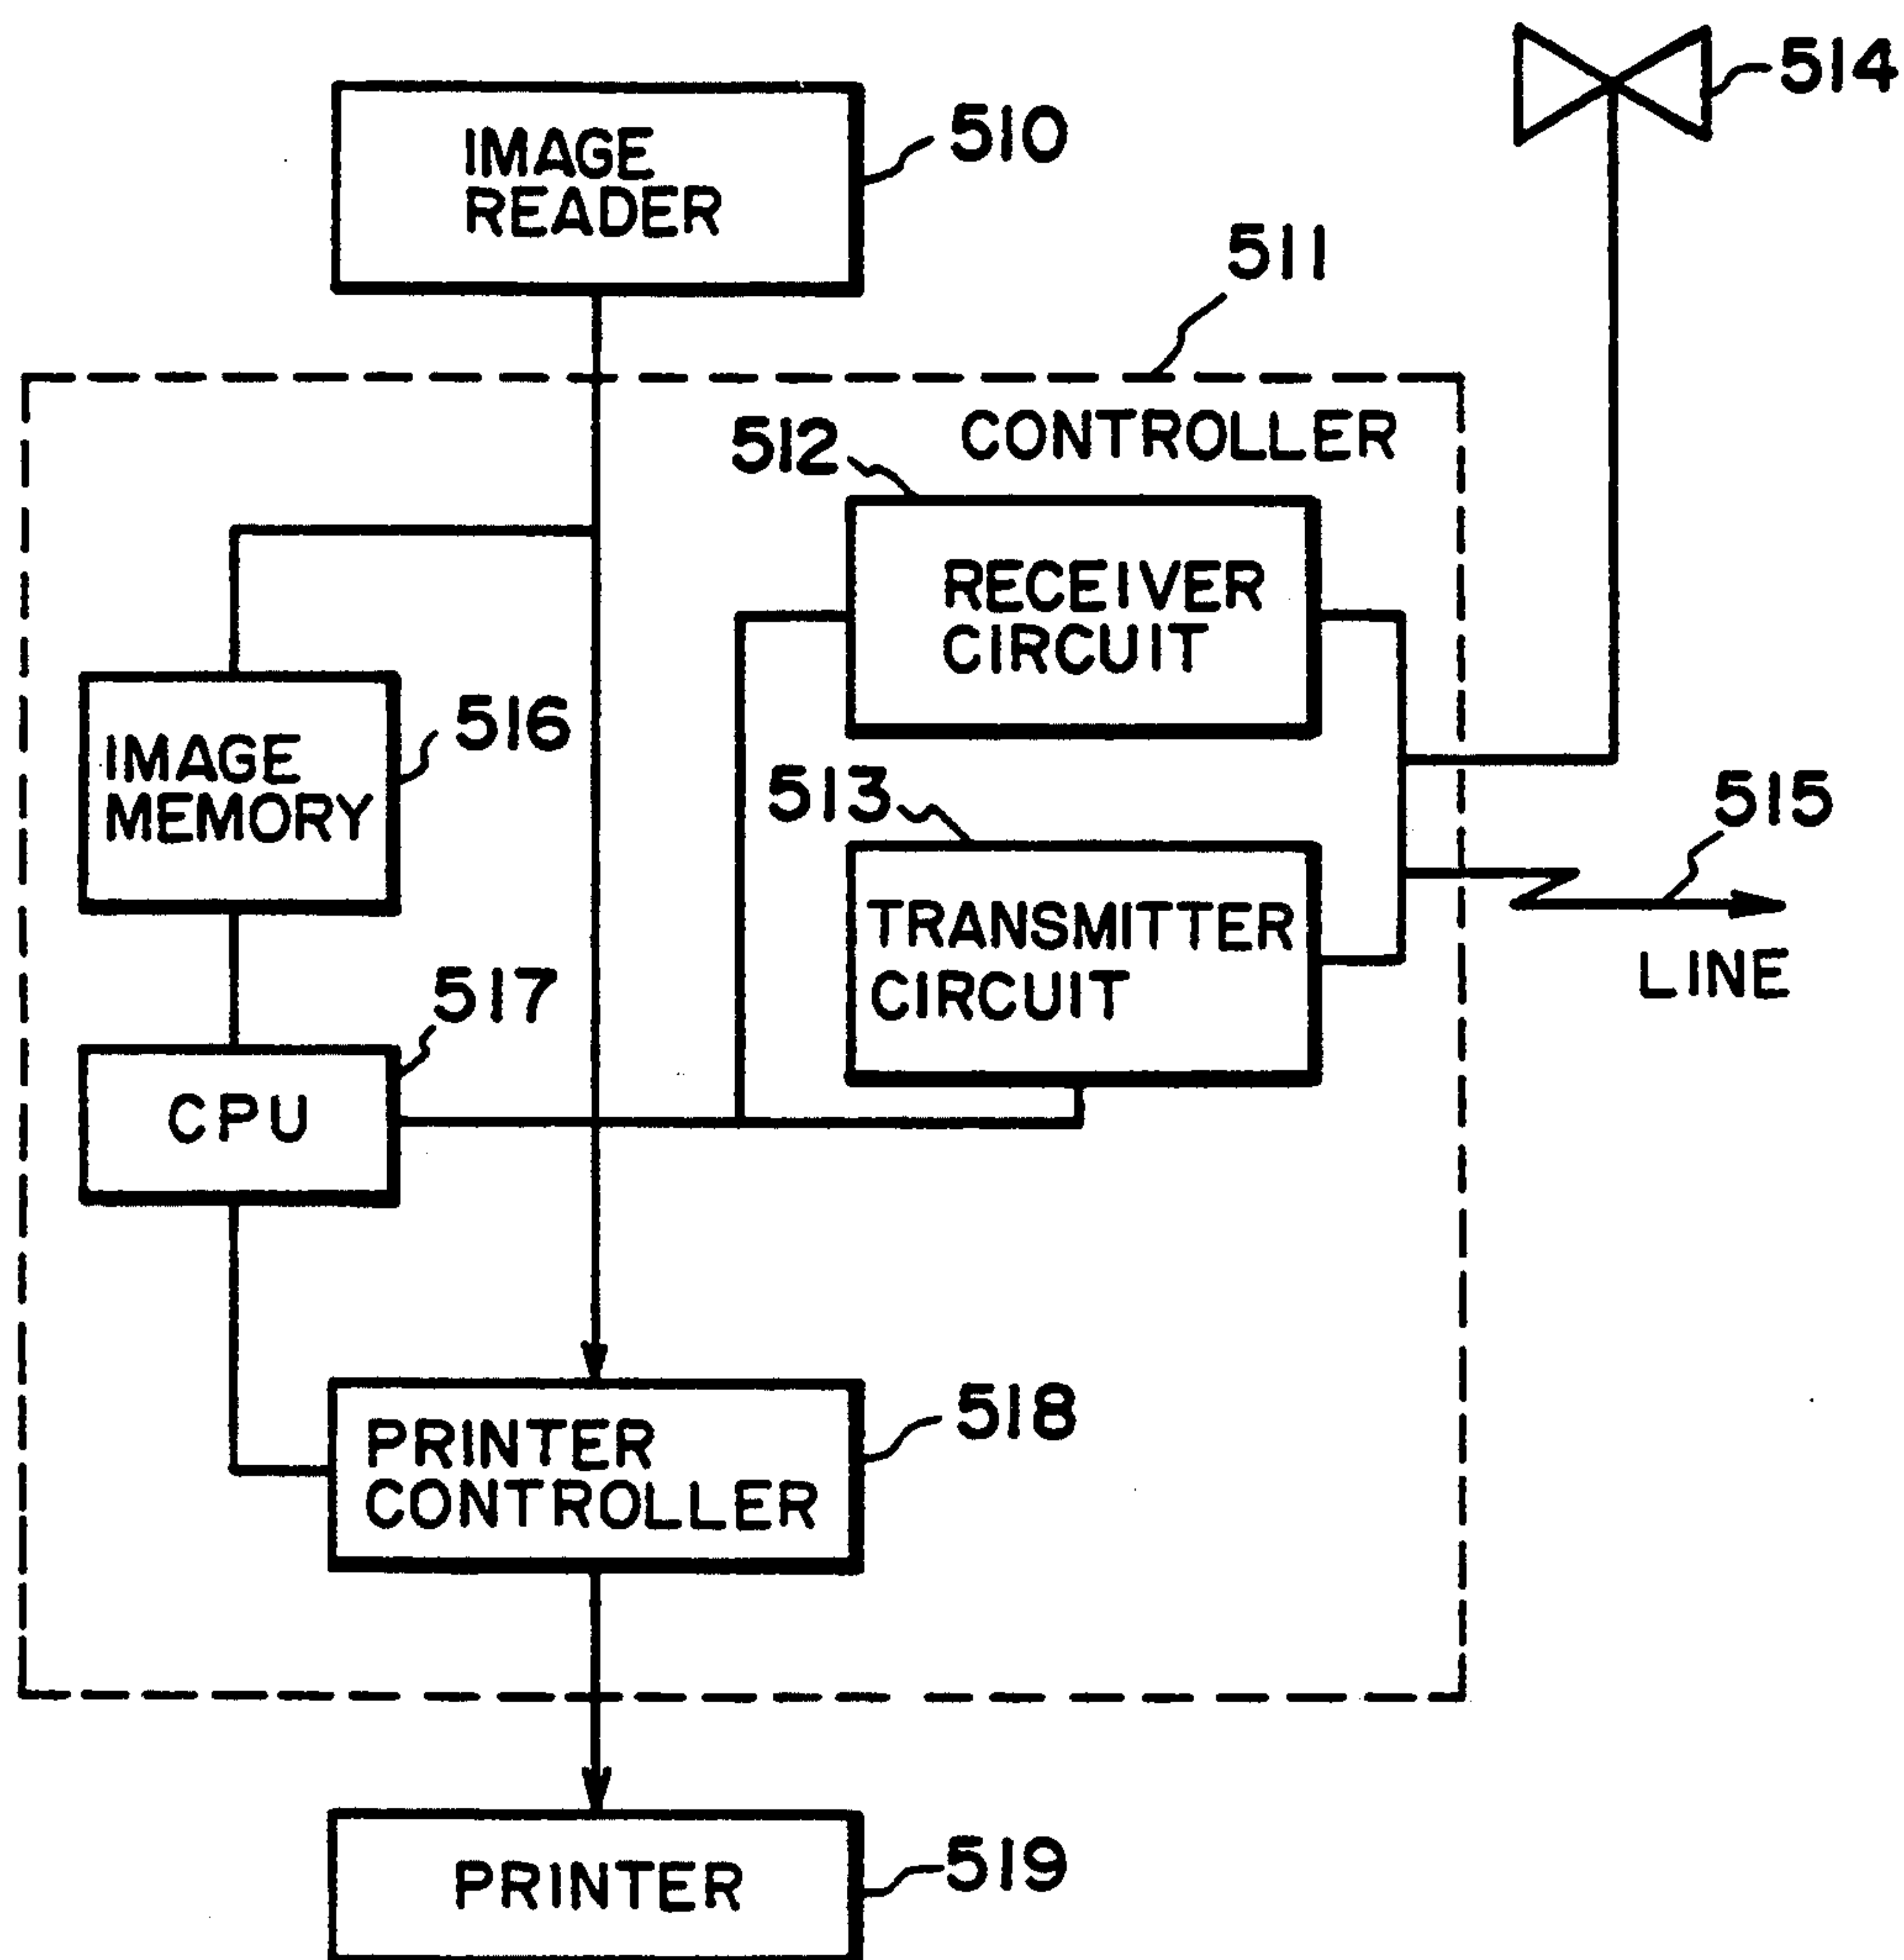 514
IMAGE
READER
510
511
CONTROLLER
512
RECEIVER
CIRCUIT
IMAGE
MEMORY
516
513
515
TRANSMITTER
CIRCUIT
LINE
517
CPU
PRINTER
CONTROLLER
518
PRINTER
519